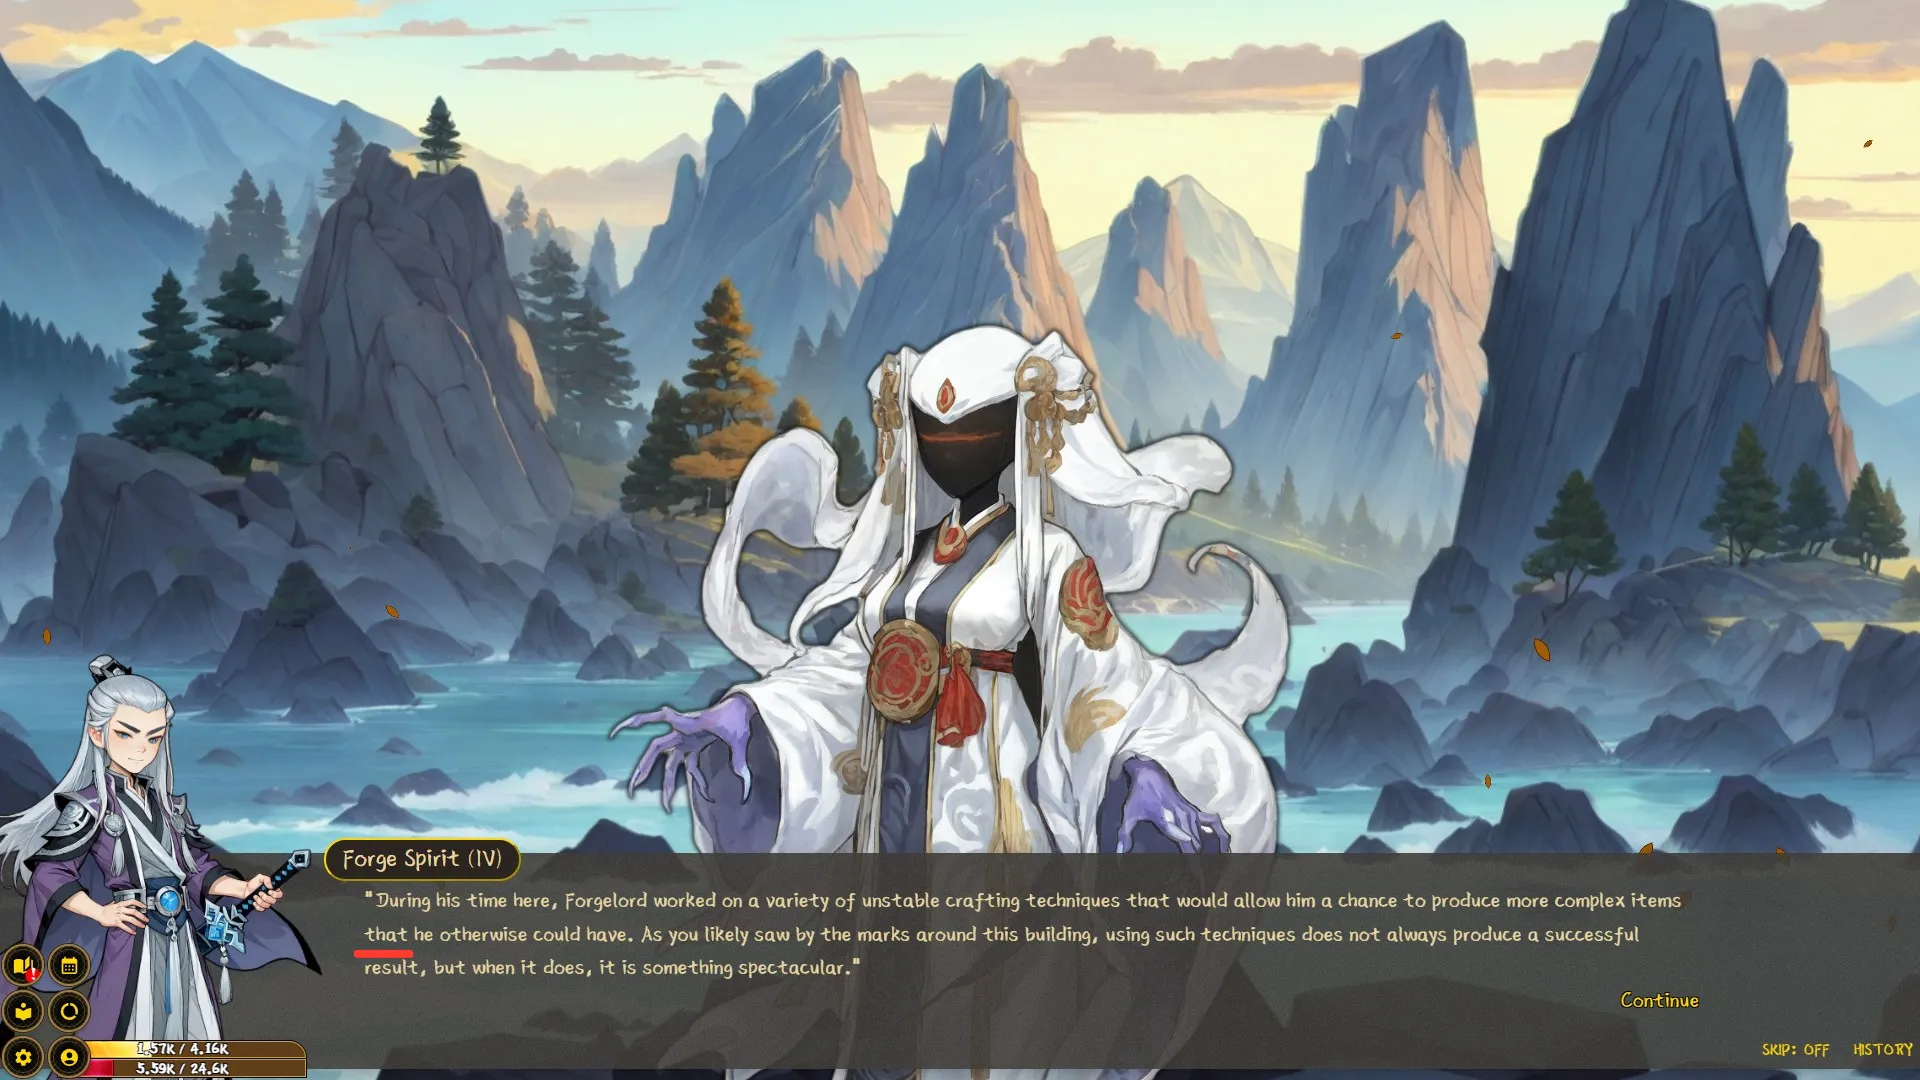 Forge Spirit (IV)
"During his time here, Forgelord worked on a variety of unstable crafting techniques that would allow him a chance to produce more complex items
that he otherwise could have. As you likely saw by the marks around this building, using such techniques does not always produce a successful
result, but when it does, it is something spectacular."
Continue
1.57K / 4.16K
5.59K / 24.6K
SKIP: OFF HISTORY